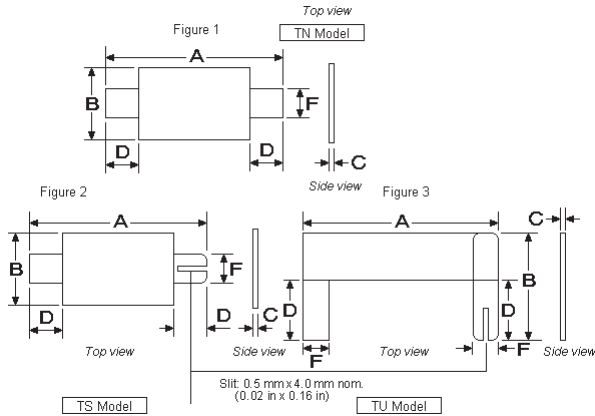 Top view
Figure 1
TN Model
A
B
F
D
D
C
Side view
Figure 2
Figure 3
A
A
C
B
F
B
D
D
C
D
F
F
Top view
Side view
Top view
Side view
Slit: 0.5 mm x 4.0 mm nom.
(0.02 in x 0.16 in)
TS Model
TU Model